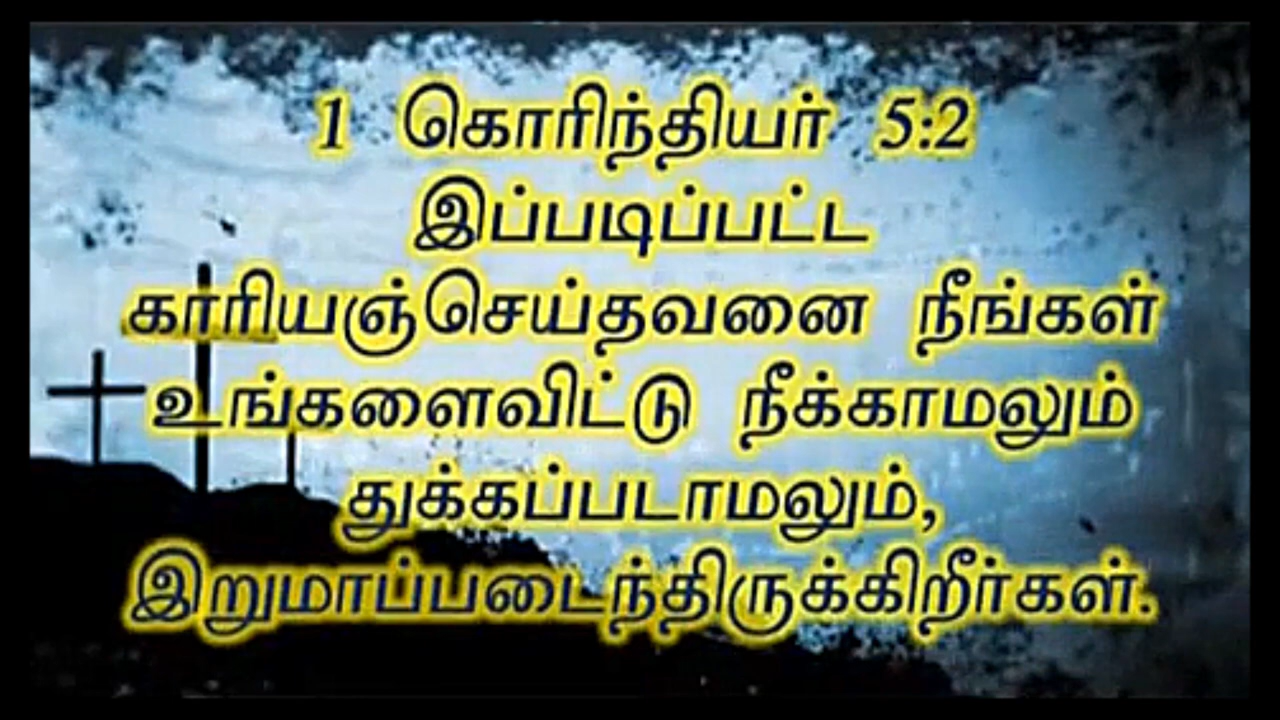 1 கொரிந்தியர் 5:2
இப்படிப்பட்ட
காரியஞ்செய்தவனை நீங்கள்
உங்களைவிட்டு நீக்காமலும்
துக்கப்படாமலும்,
இறுமாப்படைந்திருக்கிறீர்கள்.